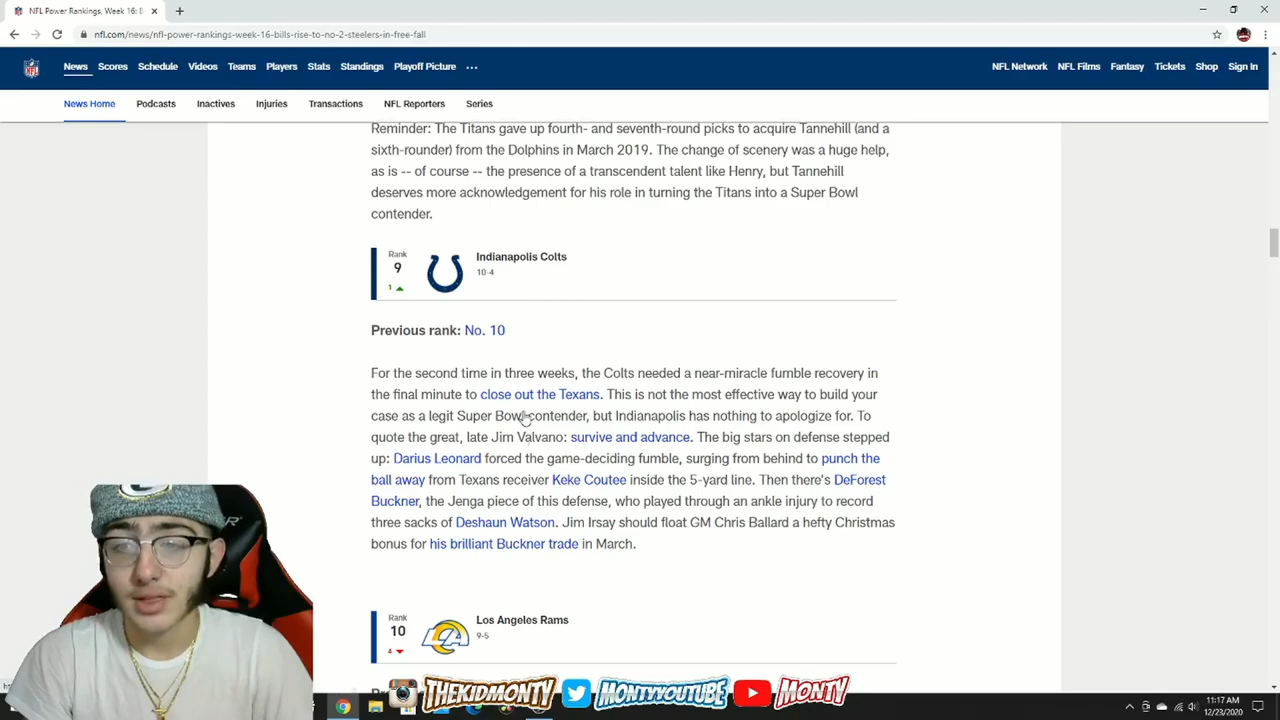 NFL Power Rankings, Week 16: B
nfl.com/news/nfl-power-rankings-week-16-bills-rise-to-no-2-steelers-in-free-fall
News Scores Schedule Videos Teams Players Stats Standings Playoff Picture ... NFL Network NFL Films Fantasy Tickets Shop Sign In
News Home Podcasts Inactives Injuries Transactions NFL Reporters Series
Reminder: The Titans gave up fourth- and seventh-round picks to acquire Tannehill (and a
sixth-rounder) from the Dolphins in March 2019. The change of scenery was a huge help,
as is -- of course -- the presence of a transcendent talent like Henry, but Tannehill
deserves more acknowledgement for his role in turning the Titans into a Super Bowl
contender.
Rank
9
1
Indianapolis Colts
10-4
Previous rank: No. 10
For the second time in three weeks, the Colts needed a near-miracle fumble recovery in
the final minute to close out the Texans. This is not the most effective way to build your
case as a legit Super Bowl contender, but Indianapolis has nothing to apologize for. To
quote the great, late Jim Valvano: survive and advance. The big stars on defense stepped
up: Darius Leonard forced the game-deciding fumble, surging from behind to punch the
ball away from Texans receiver Keke Coutee inside the 5-yard line. Then there's DeForest
Buckner, the Jenga piece of this defense, who played through an ankle injury to record
three sacks of Deshaun Watson. Jim Irsay should float GM Chris Ballard a hefty Christmas
bonus for his brilliant Buckner trade in March.
Rank
10
4
Los Angeles Rams
9-5
THEKIDMONTY MONTYYOUTUBE MONTY
11:17 AM
12/23/2020